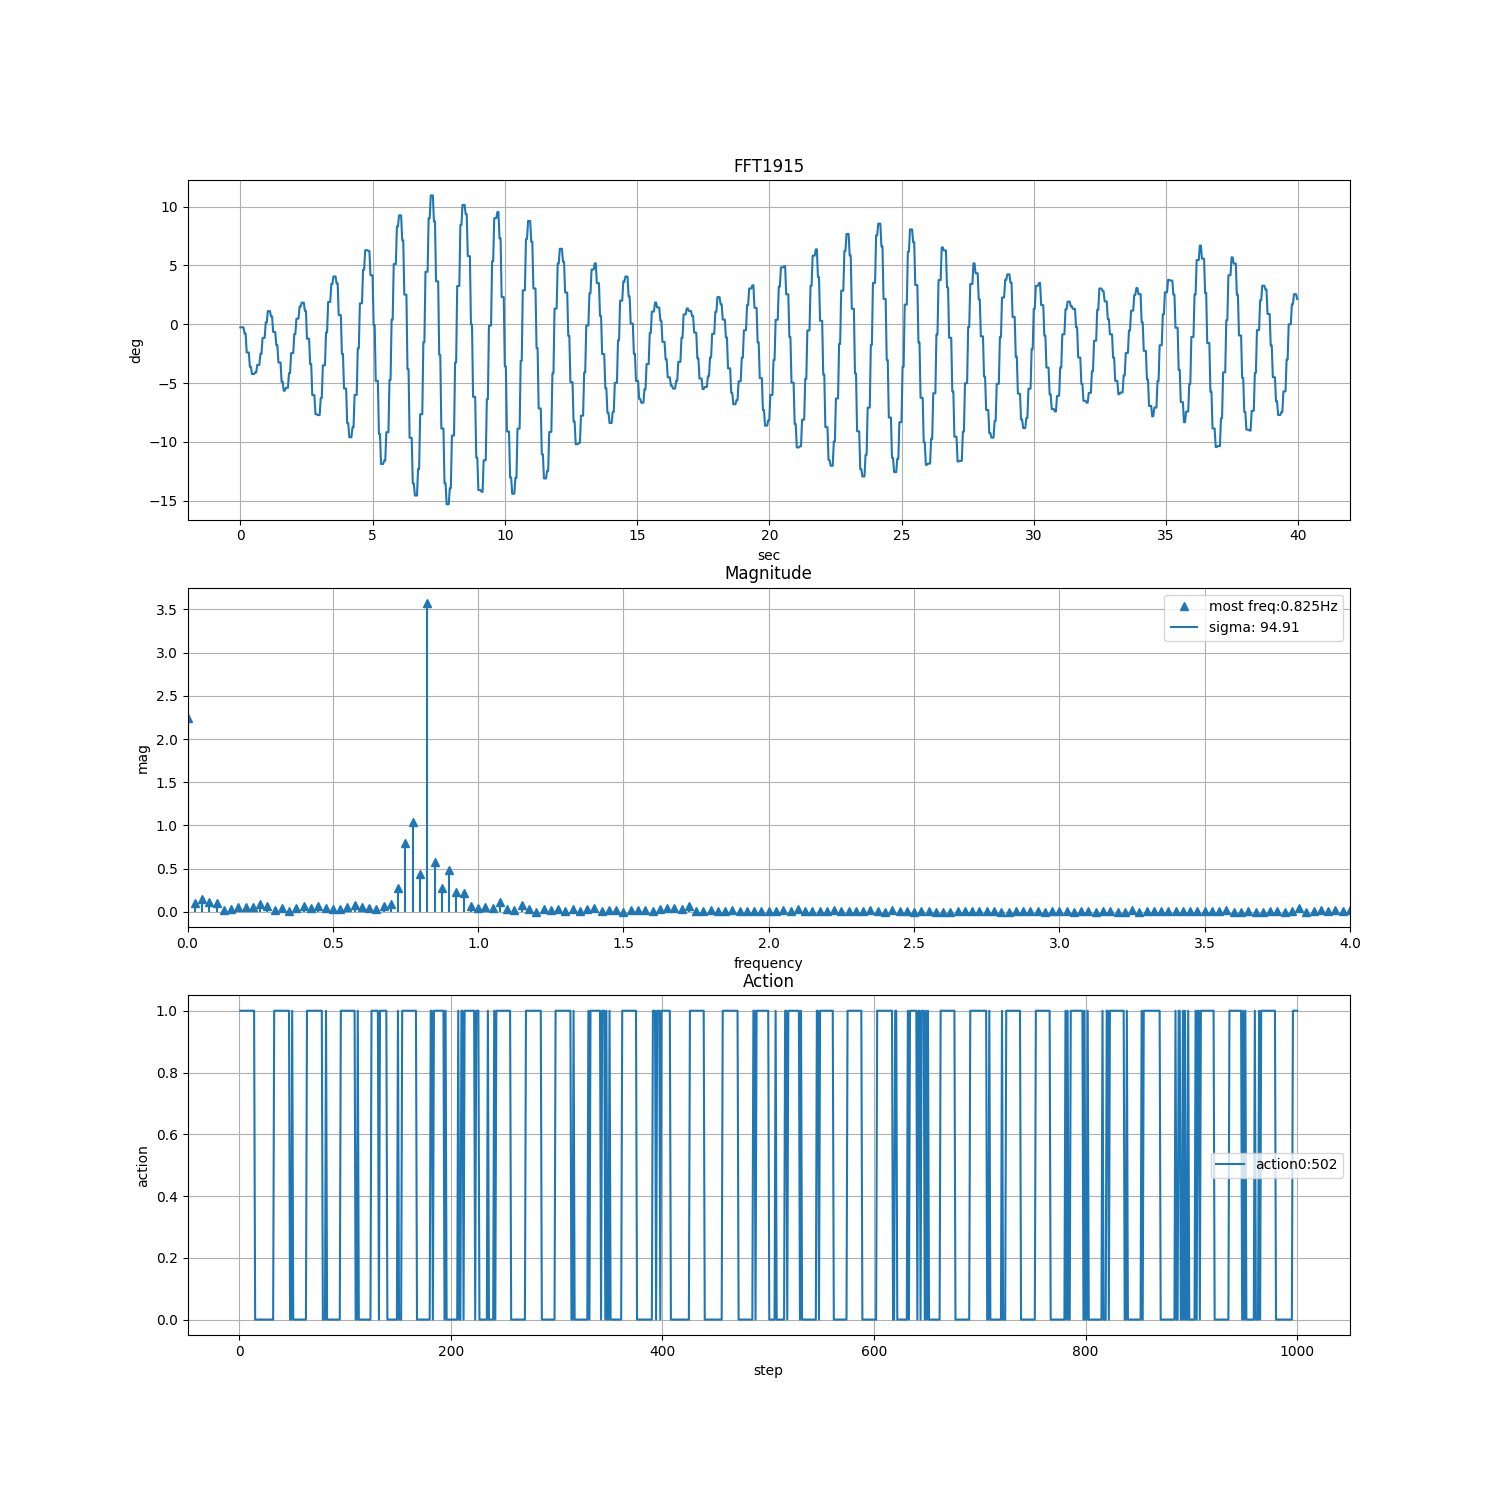 FFT1915
10
5
0
−5
−10
−15
deg
0 5 10 15 20 25 30 35 40
sec
Magnitude
3.5
3.0
2.5
2.0
1.5
1.0
0.5
0.0
mag
most freq:0.825Hz
sigma: 94.91
0.0 0.5 1.0 1.5 2.0 2.5 3.0 3.5 4.0
frequency
Action
1.0
0.8
0.6
0.4
0.2
0.0
action
action0:502
0 200 400 600 800 1000
step